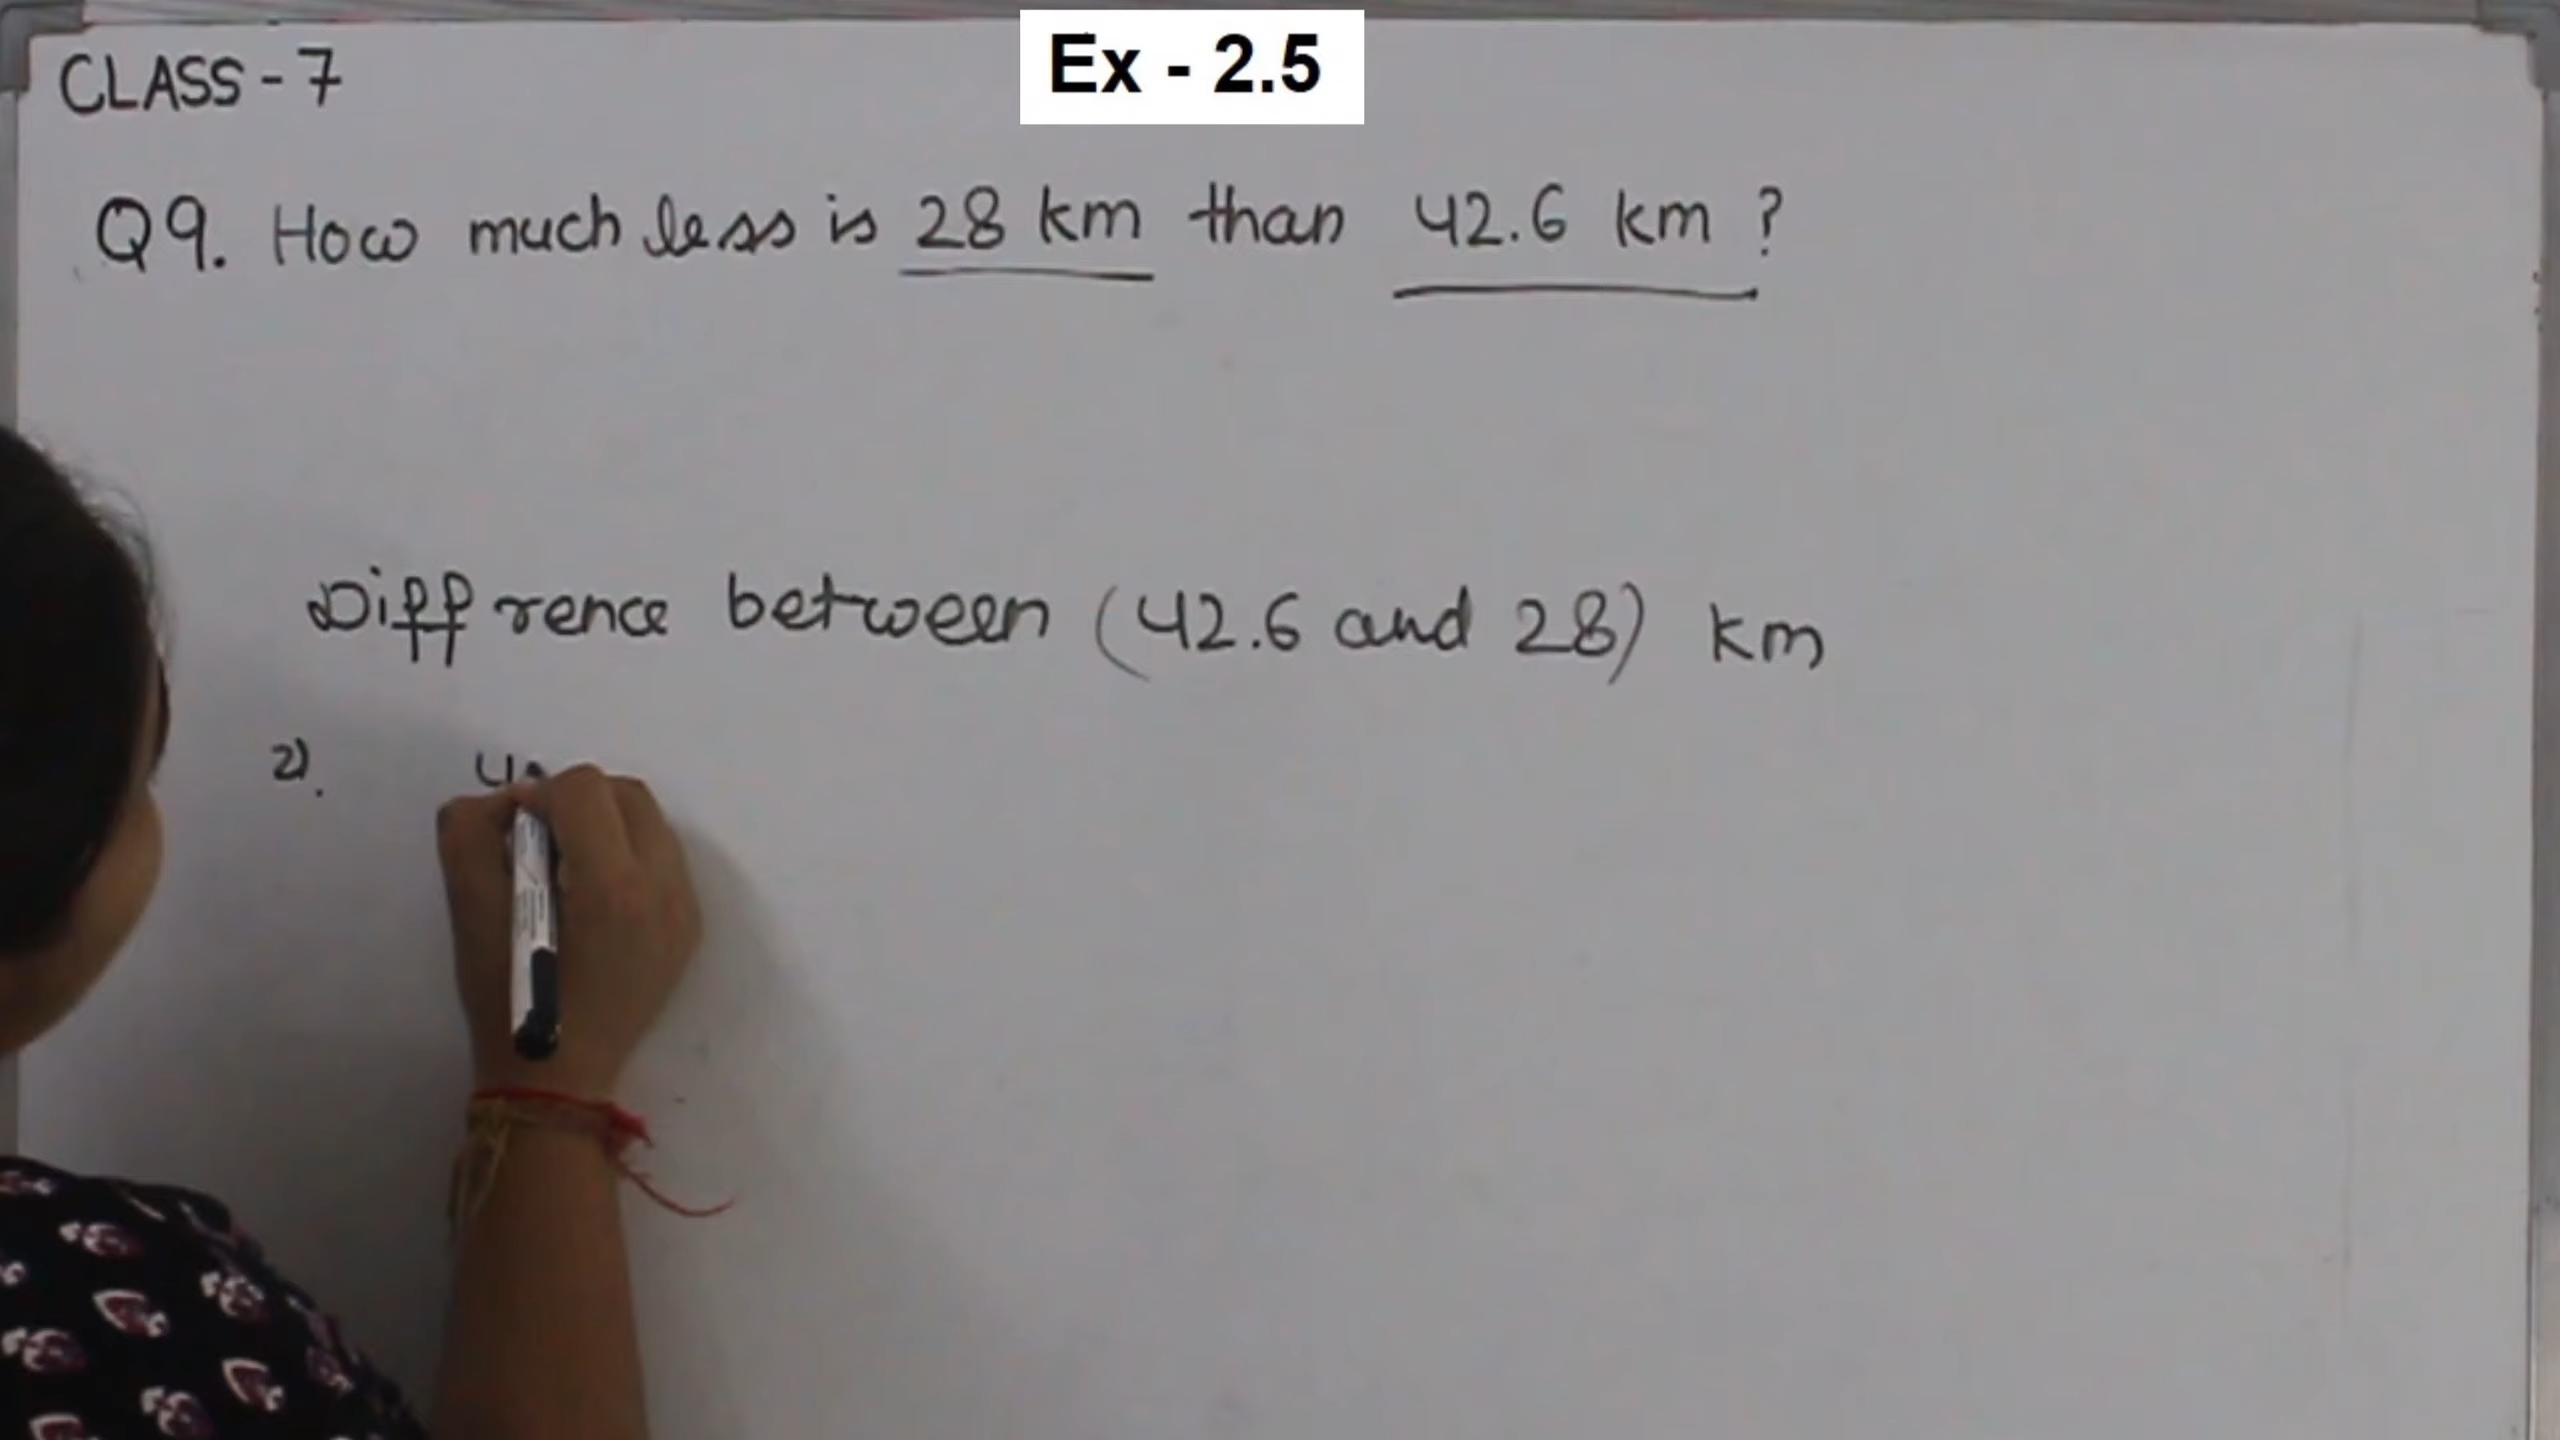 Ex - 2.5
CLASS - 7
Q9. How much less is 28 km than 42.6 km ?
Diffrence between (42.6 and 28) km
2).